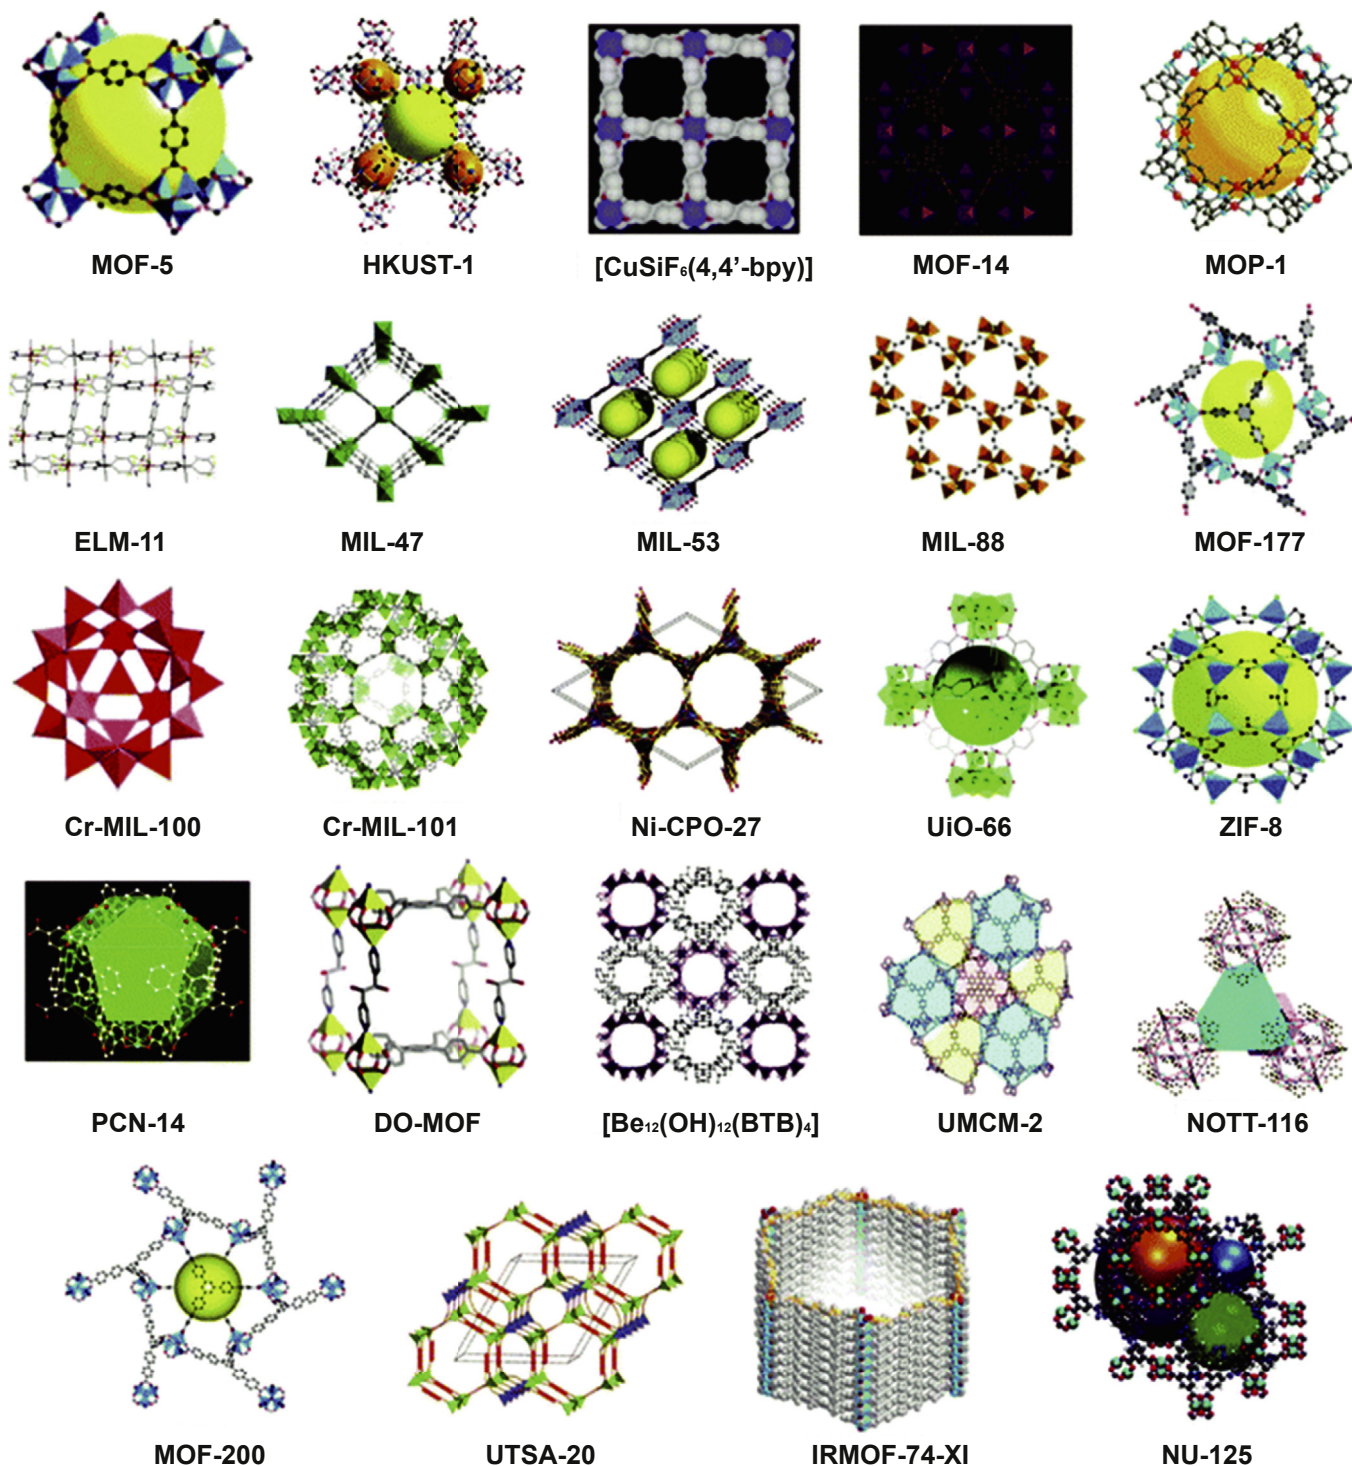 MOF-5
HKUST-1
[CuSiF₆(4,4’-bpy)]
MOF-14
MOP-1
ELM-11
MIL-47
MIL-53
MIL-88
MOF-177
Cr-MIL-100
Cr-MIL-101
Ni-CPO-27
UiO-66
ZIF-8
PCN-14
DO-MOF
[Be₁₂(OH)₁₂(BTB)₄]
UMCM-2
NOTT-116
MOF-200
UTSA-20
IRMOF-74-XI
NU-125